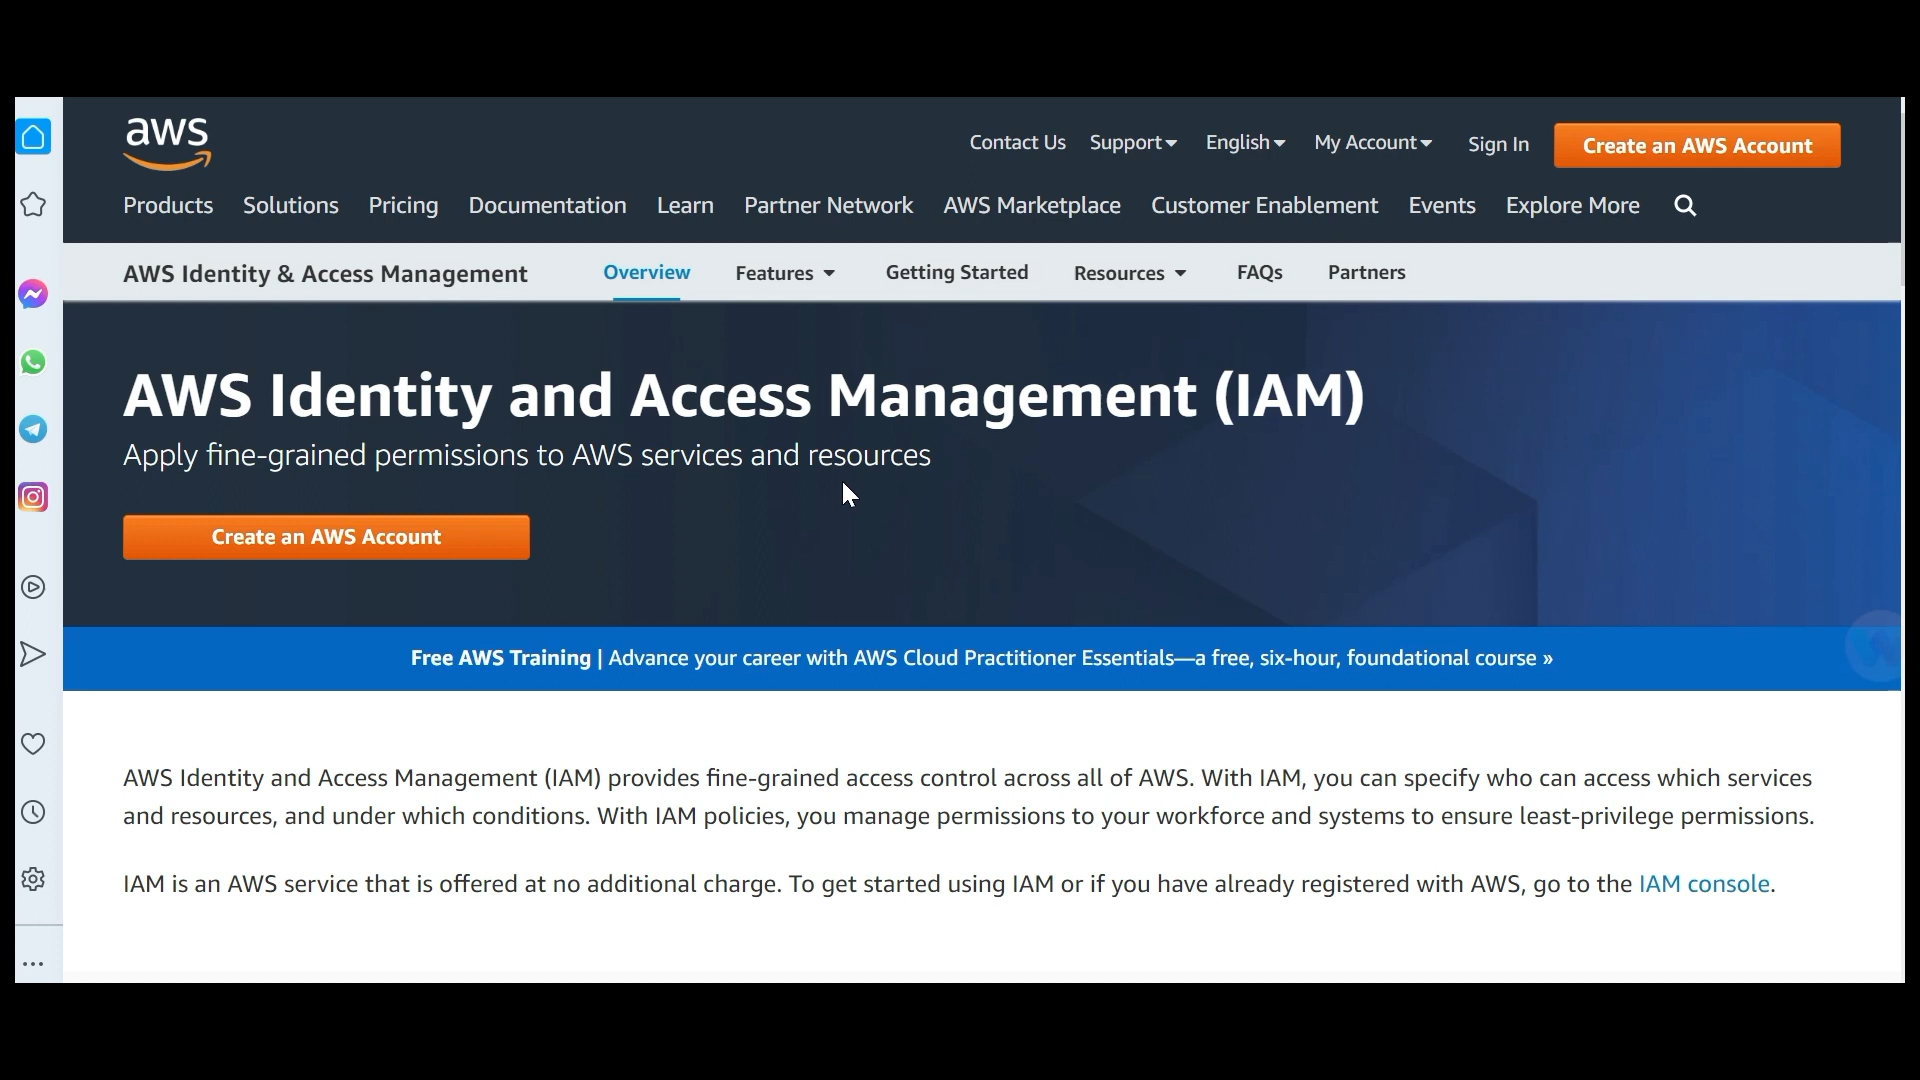 aws
Contact Us Support English My Account Sign In Create an AWS Account
Products Solutions Pricing Documentation Learn Partner Network AWS Marketplace Customer Enablement Events Explore More
AWS Identity & Access Management Overview Features Getting Started Resources FAQs Partners
AWS Identity and Access Management (IAM)
Apply fine-grained permissions to AWS services and resources
Create an AWS Account
Free AWS Training | Advance your career with AWS Cloud Practitioner Essentials—a free, six-hour, foundational course »
AWS Identity and Access Management (IAM) provides fine-grained access control across all of AWS. With IAM, you can specify who can access which services
and resources, and under which conditions. With IAM policies, you manage permissions to your workforce and systems to ensure least-privilege permissions.
IAM is an AWS service that is offered at no additional charge. To get started using IAM or if you have already registered with AWS, go to the IAM console.